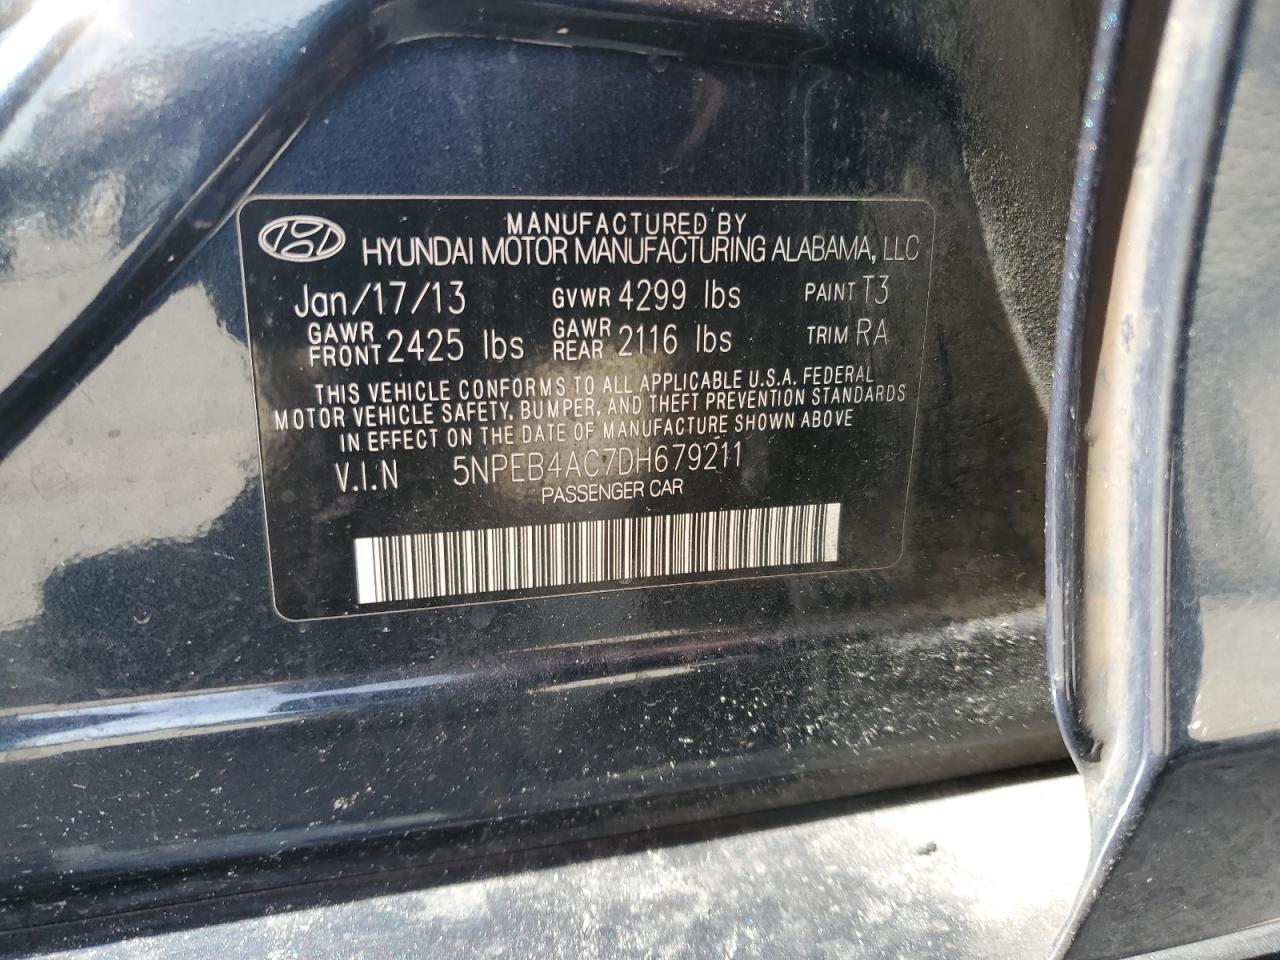 MANUFACTURED BY
HYUNDAI MOTOR MANUFACTURING ALABAMA, LLC
Jan/17/13 GVWR 4299 lbs PAINT T3
GAWR FRONT 2425 lbs GAWR REAR 2116 lbs TRIM RA
THIS VEHICLE CONFORMS TO ALL APPLICABLE U.S.A. FEDERAL
MOTOR VEHICLE SAFETY, BUMPER, AND THEFT PREVENTION STANDARDS
IN EFFECT ON THE DATE OF MANUFACTURE SHOWN ABOVE
V.I.N 5NPEB4AC7DH679211
PASSENGER CAR